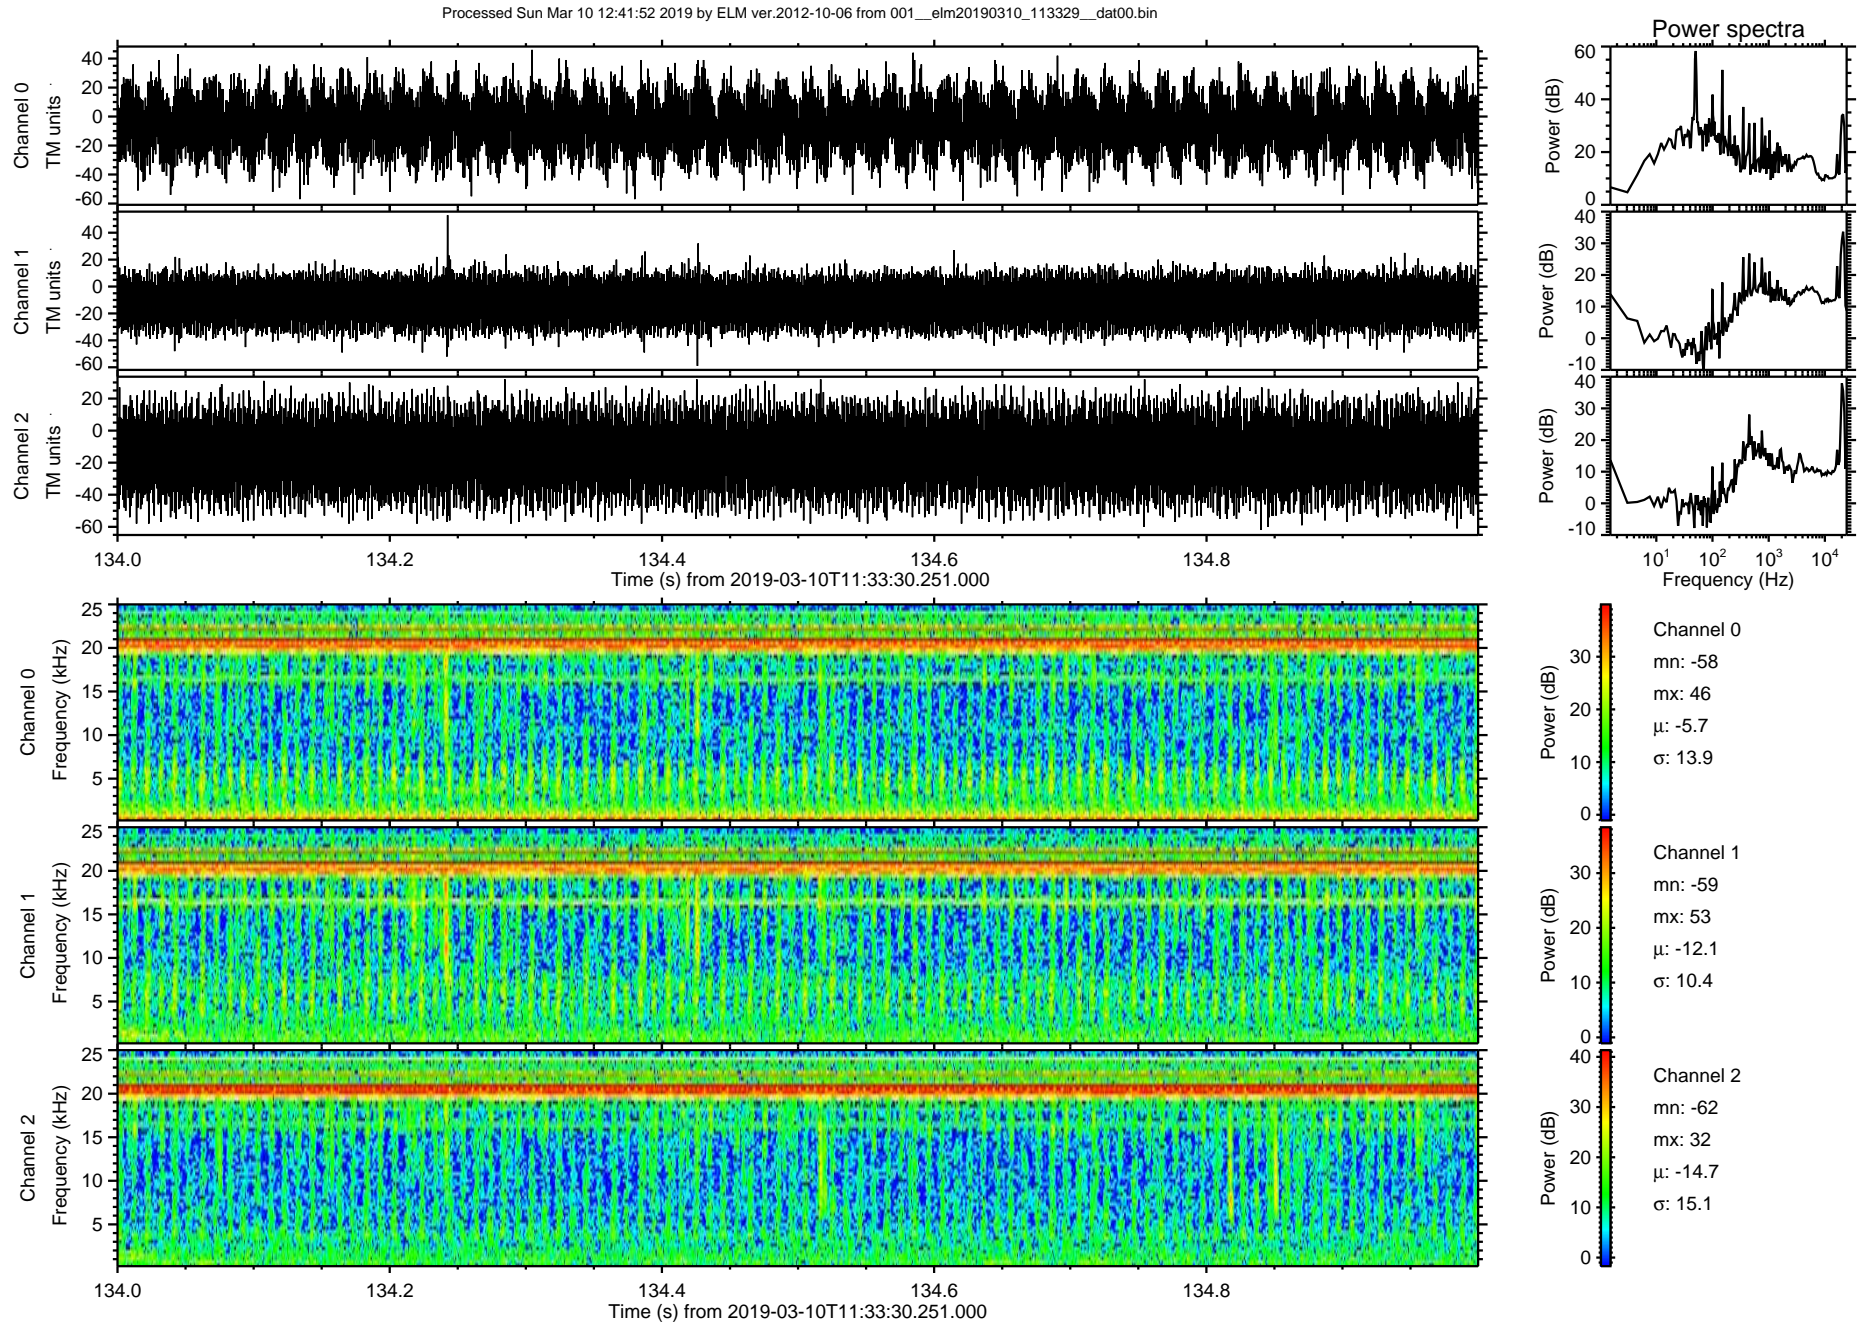 Processed Sun Mar 10 12:41:52 2019 by ELM ver.2012-10-06 from 001__elm20190310_113329__dat00.bin
Power spectra
Channel 0
TM units
40
20
0
-20
-40
-60
Power (dB)
60
40
20
0
Channel 1
TM units
40
20
0
-20
-40
-60
Power (dB)
40
30
20
10
0
-10
Channel 2
TM units
20
0
-20
-40
-60
Power (dB)
40
30
20
10
0
-10
134.0 134.2 134.4 134.6 134.8
Time (s) from 2019-03-10T11:33:30.251.000
10¹ 10² 10³ 10⁴
Frequency (Hz)
Channel 0
Frequency (kHz)
25
20
15
10
5
Power (dB)
30
20
10
0
Channel 0
mn: -58
mx: 46
μ: -5.7
σ: 13.9
Channel 1
Frequency (kHz)
25
20
15
10
5
Power (dB)
30
20
10
0
Channel 1
mn: -59
mx: 53
μ: -12.1
σ: 10.4
Channel 2
Frequency (kHz)
25
20
15
10
5
Power (dB)
40
30
20
10
0
Channel 2
mn: -62
mx: 32
μ: -14.7
σ: 15.1
134.0 134.2 134.4 134.6 134.8
Time (s) from 2019-03-10T11:33:30.251.000